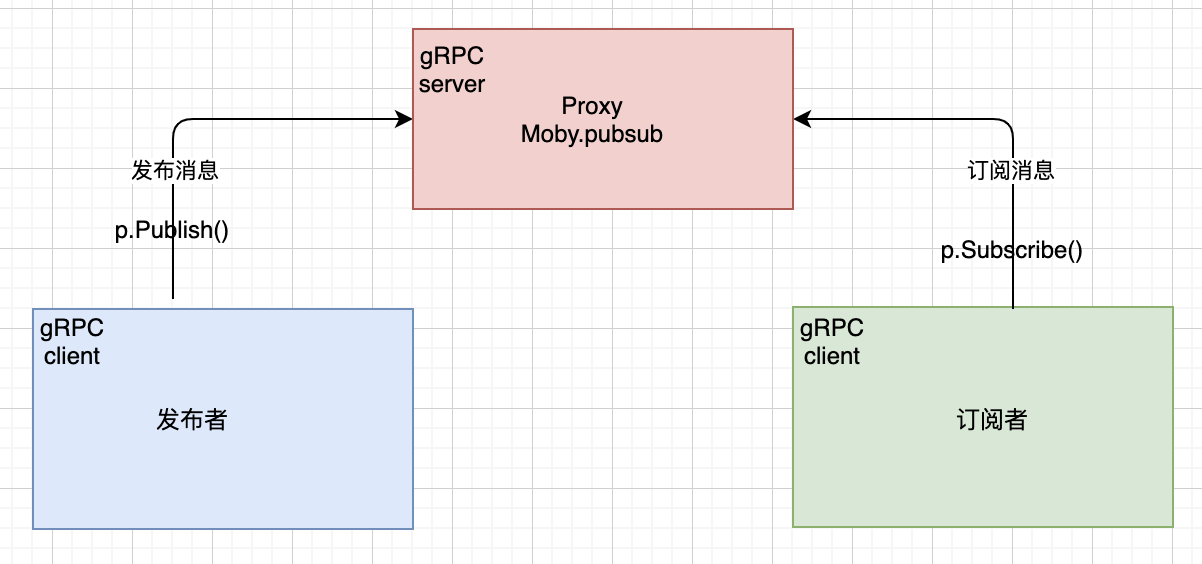 gRPC
server
Proxy
Moby.pubsub
发布消息
p.Publish()
订阅消息
p.Subscribe()
gRPC
client
发布者
gRPC
client
订阅者